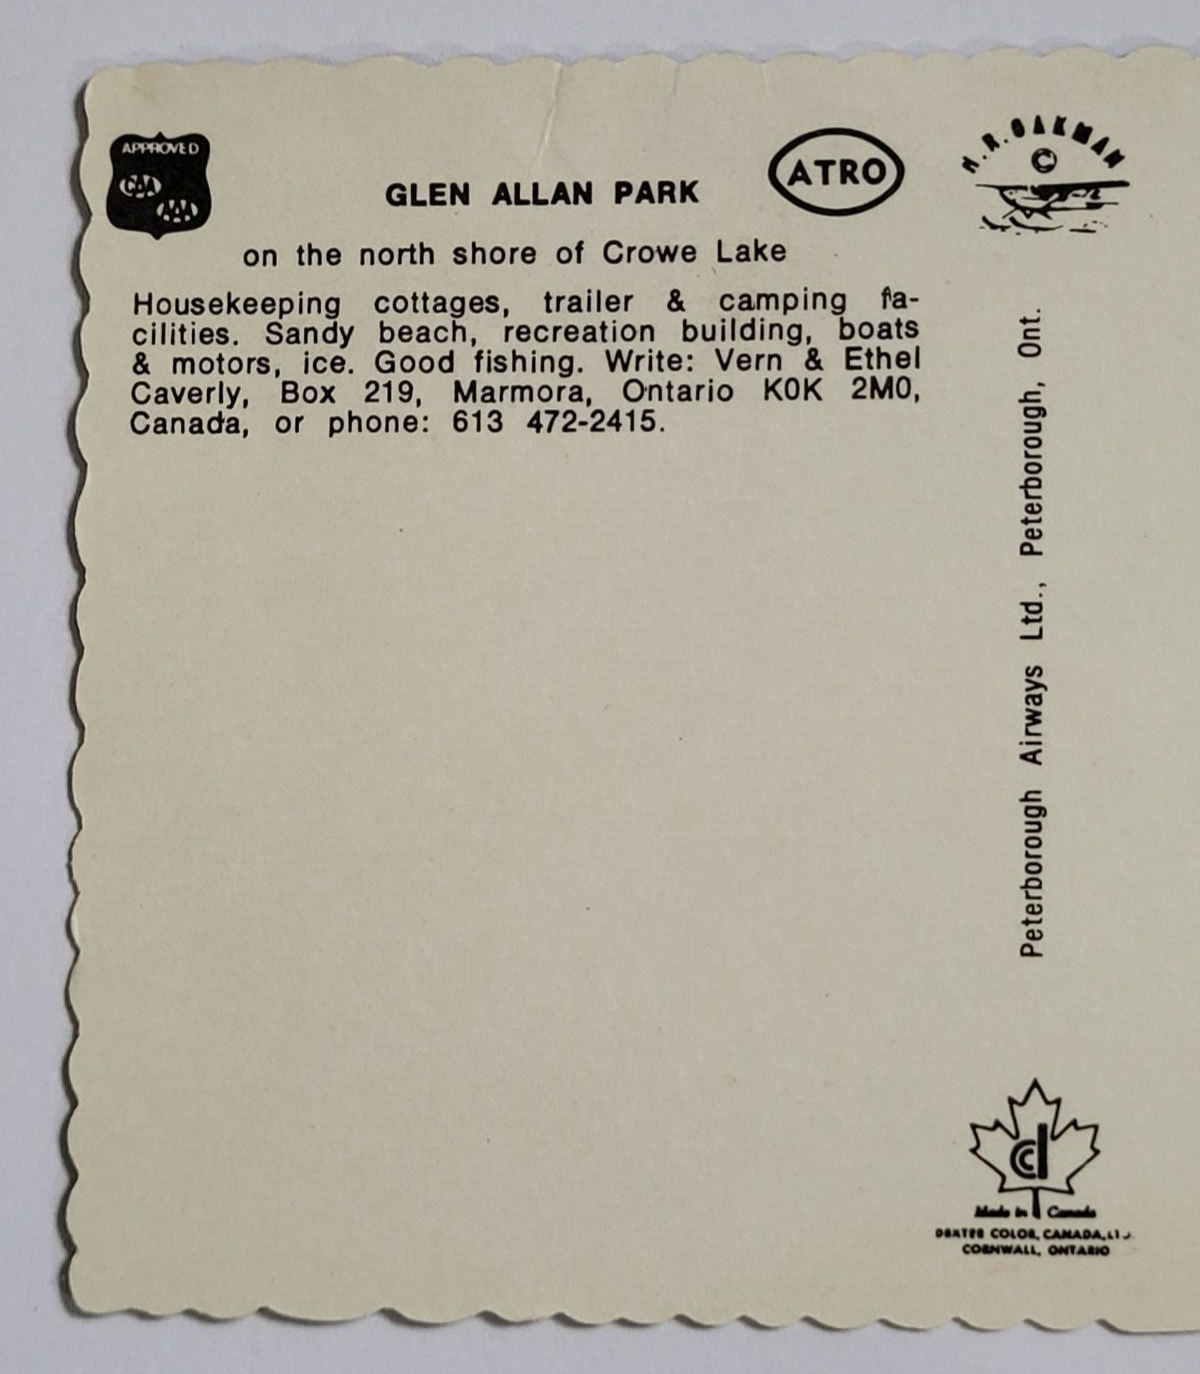 APPROVED
CAA
AAA
GLEN ALLAN PARK
ATRO
H.R. OAKMAN
©
on the north shore of Crowe Lake
Housekeeping cottages, trailer & camping fa-
cilities. Sandy beach, recreation building, boats
& motors, ice. Good fishing. Write: Vern & Ethel
Caverly, Box 219, Marmora, Ontario K0K 2M0,
Canada, or phone: 613 472-2415.
Peterborough Airways Ltd., Peterborough, Ont.
Made in Canada
DEXTER COLOR, CANADA, LTD.
CORNWALL, ONTARIO